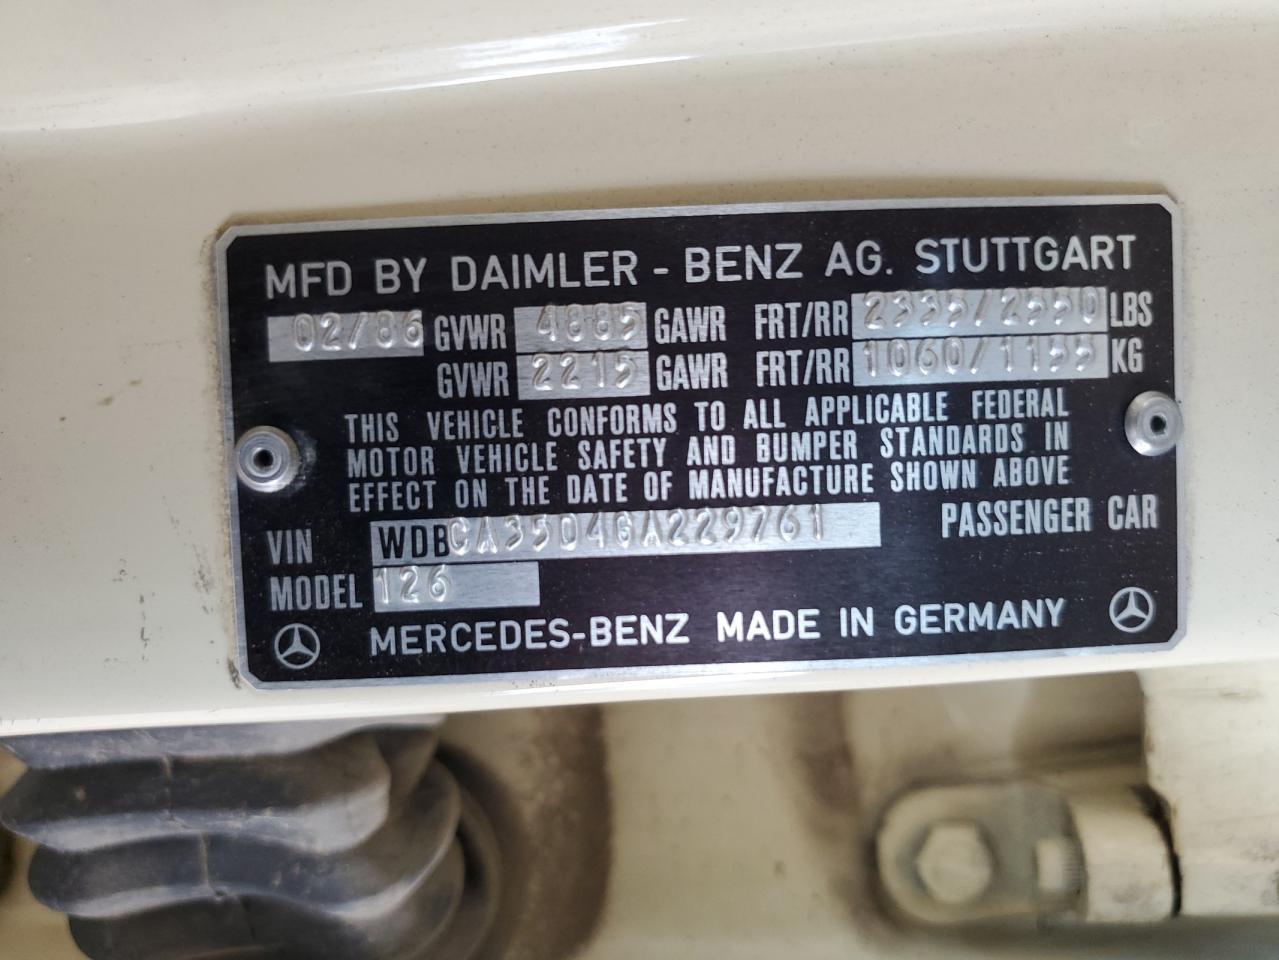 MFD BY DAIMLER - BENZ AG. STUTTGART
02/86 GVWR 4885 GAWR FRT/RR 2335/2550 LBS
GVWR 2215 GAWR FRT/RR 1060/1155 KG
THIS VEHICLE CONFORMS TO ALL APPLICABLE FEDERAL
MOTOR VEHICLE SAFETY AND BUMPER STANDARDS IN
EFFECT ON THE DATE OF MANUFACTURE SHOWN ABOVE
VIN WDBCA35D4GA229761 PASSENGER CAR
MODEL 126
MERCEDES-BENZ MADE IN GERMANY